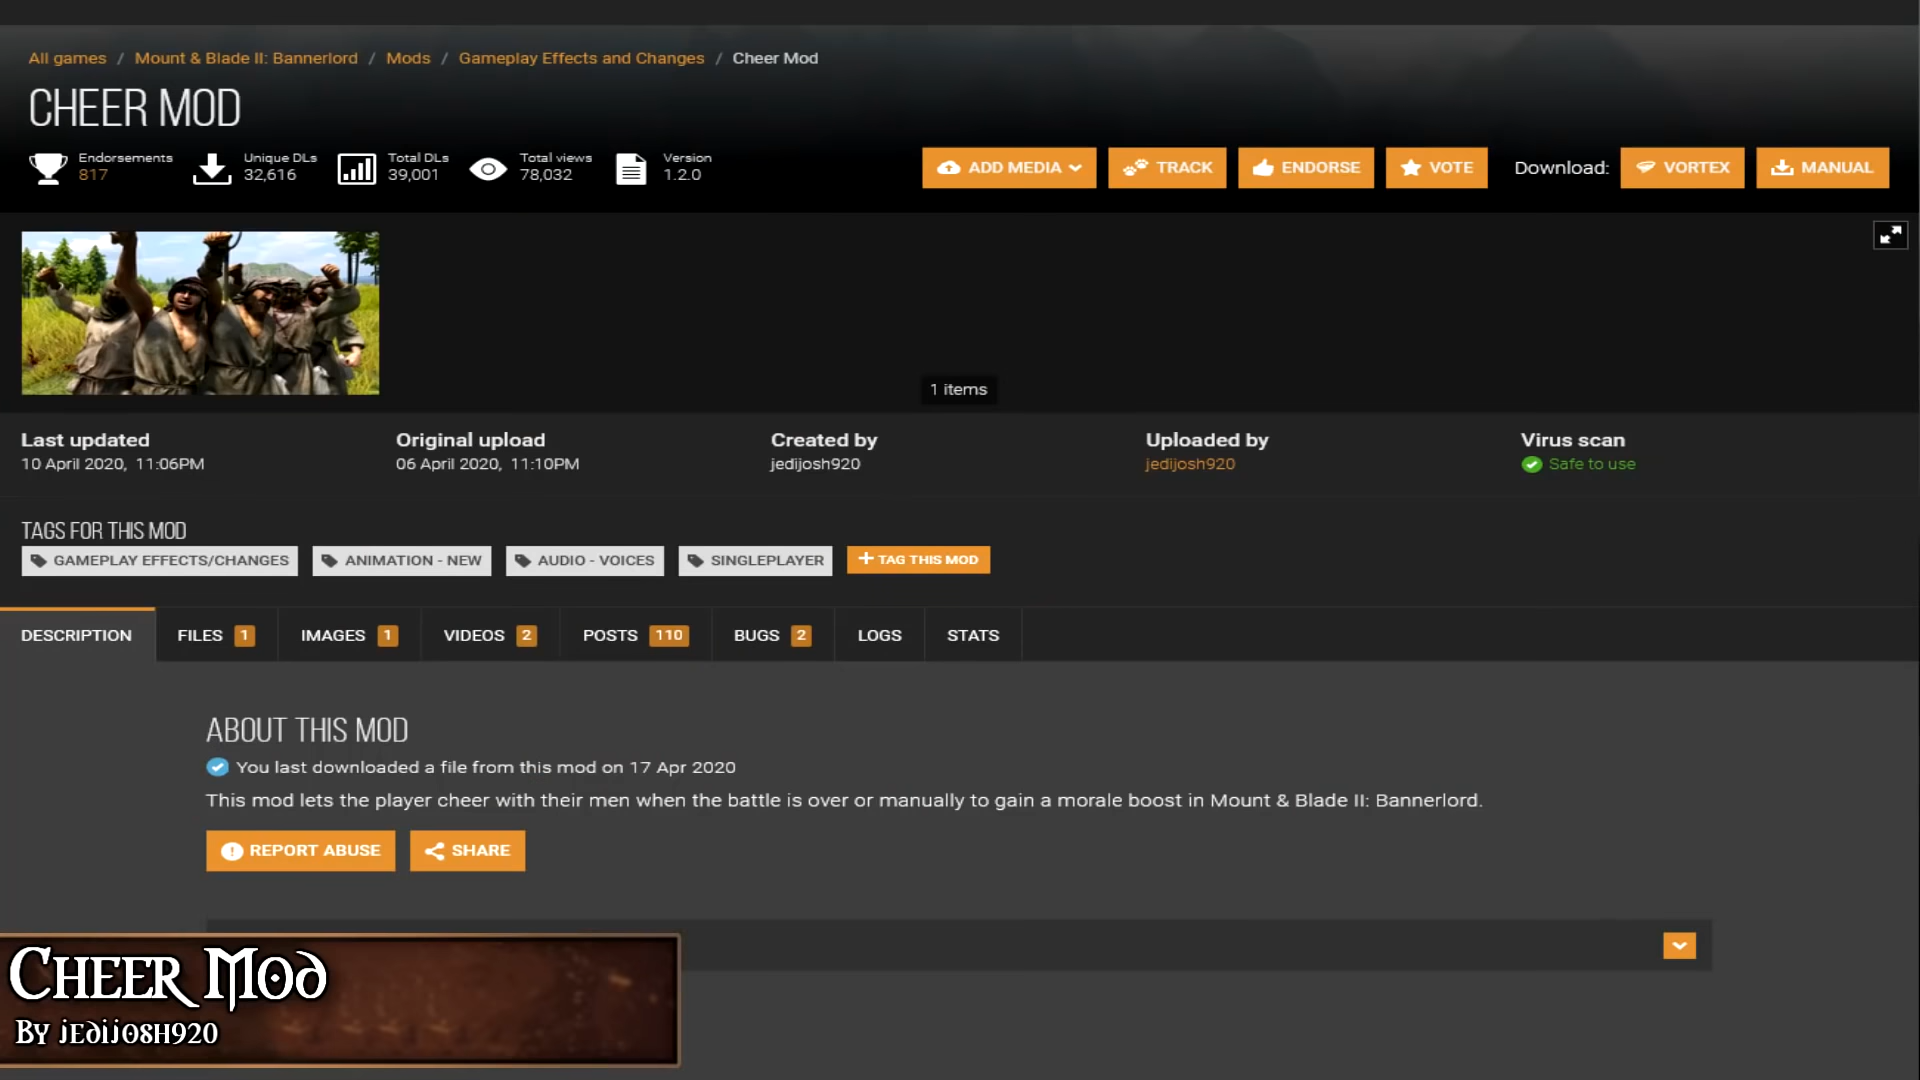 All games / Mount & Blade II: Bannerlord / Mods / Gameplay Effects and Changes / Cheer Mod
CHEER MOD
Endorsements
817
Unique DLs
32,616
Total DLs
39,001
Total views
78,032
Version
1.2.0
ADD MEDIA
TRACK
ENDORSE
VOTE
Download:
VORTEX
MANUAL
1 items
Last updated
10 April 2020, 11:06PM
Original upload
06 April 2020, 11:10PM
Created by
jedijosh920
Uploaded by
jedijosh920
Virus scan
Safe to use
TAGS FOR THIS MOD
GAMEPLAY EFFECTS/CHANGES
ANIMATION - NEW
AUDIO - VOICES
SINGLEPLAYER
+ TAG THIS MOD
DESCRIPTION
FILES 1
IMAGES 1
VIDEOS 2
POSTS 110
BUGS 2
LOGS
STATS
ABOUT THIS MOD
You last downloaded a file from this mod on 17 Apr 2020
This mod lets the player cheer with their men when the battle is over or manually to gain a morale boost in Mount & Blade II: Bannerlord.
REPORT ABUSE
SHARE
Cheer Mod
By jedijosh920